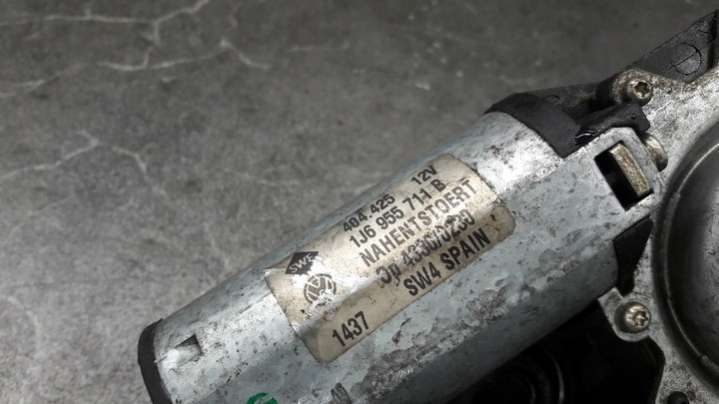 404.425 12V
1J6 955 711 B
NAHENTSTOERT
SW4 SPAIN
SWF
1437